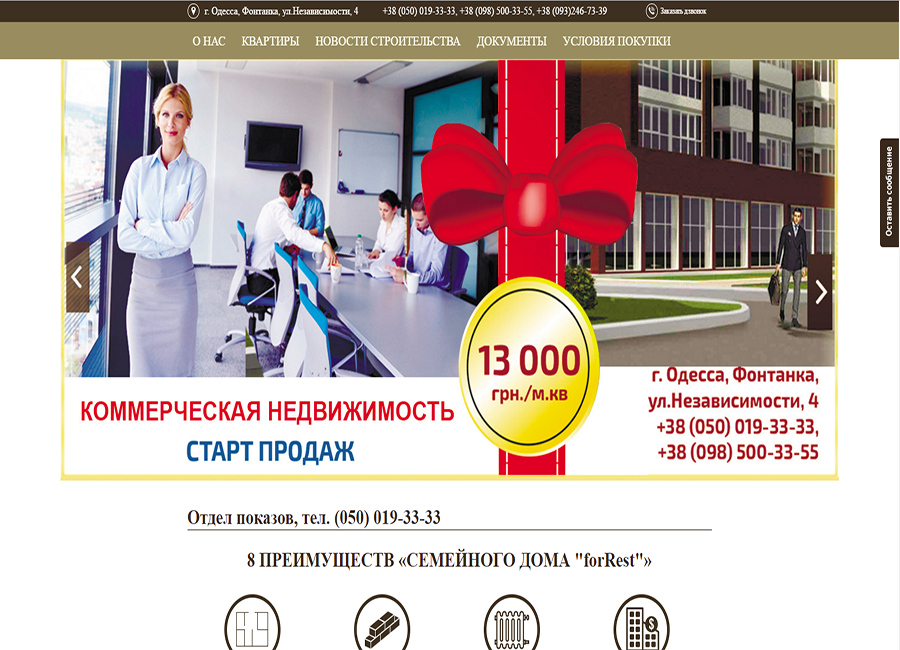 г. Одесса, Фонтанка, ул.Независимости, 4
+38 (050) 019-33-33, +38 (098) 500-33-55, +38 (093)246-73-39
Заказать дзвонок
О НАС
КВАРТИРЫ
НОВОСТИ СТРОИТЕЛЬСТВА
ДОКУМЕНТЫ
УСЛОВИЯ ПОКУПКИ
Оставить сообщение
13 000
грн./м.кв
КОММЕРЧЕСКАЯ НЕДВИЖИМОСТЬ
СТАРТ ПРОДАЖ
г. Одесса, Фонтанка,
ул.Независимости, 4
+38 (050) 019-33-33,
+38 (098) 500-33-55
Отдел показов, тел. (050) 019-33-33
8 ПРЕИМУЩЕСТВ «СЕМЕЙНОГО ДОМА "forRest"»